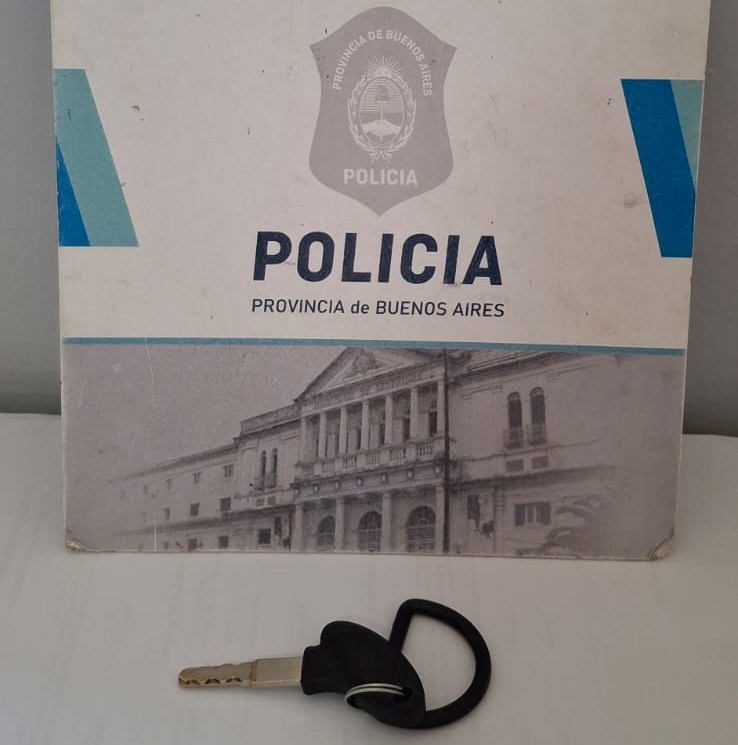 PROVINCIA DE BUENOS AIRES
POLICIA
POLICIA
PROVINCIA de BUENOS AIRES